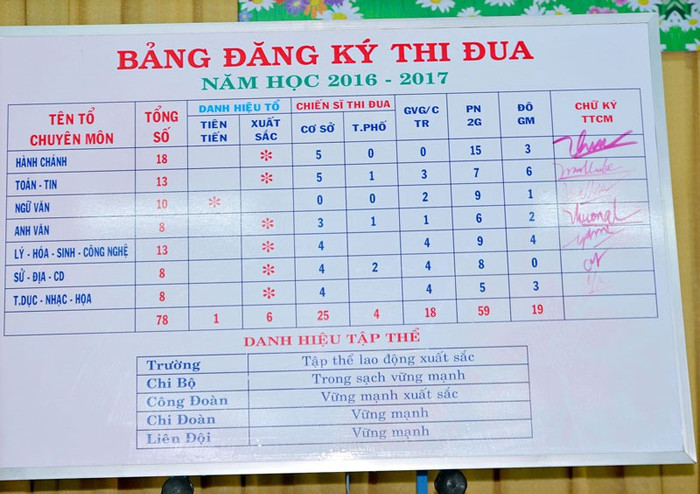 BẢNG ĐĂNG KÝ THI ĐUA
NĂM HỌC 2016 - 2017
TÊN TỔ CHUYÊN MÔN TỔNG SỐ DANH HIỆU TỔ CHIẾN SĨ THI ĐUA GVG/C TR PN 2G ĐÔ GM CHỮ KÝ TTCM
TIÊN TIẾN XUẤT SẮC CƠ SỞ T.PHỐ
HÀNH CHÁNH 18 * 5 0 0 15 3
TOÁN - TIN 13 * 5 1 3 7 6
NGỮ VĂN 10 * 0 0 2 9 1
ANH VĂN 8 * 3 1 1 6 2
LÝ - HÓA - SINH - CÔNG NGHỆ 13 * 4 4 9 4
SỬ - ĐỊA - CD 8 * 4 2 4 8 0
T.DỤC - NHẠC - HỌA 8 * 4 4 5 3
78 1 6 25 4 18 59 19
DANH HIỆU TẬP THỂ
Trường Tập thể lao động xuất sắc
Chi Bộ Trong sạch vững mạnh
Công Đoàn Vững mạnh xuất sắc
Chi Đoàn Vững mạnh
Liên Đội Vững mạnh